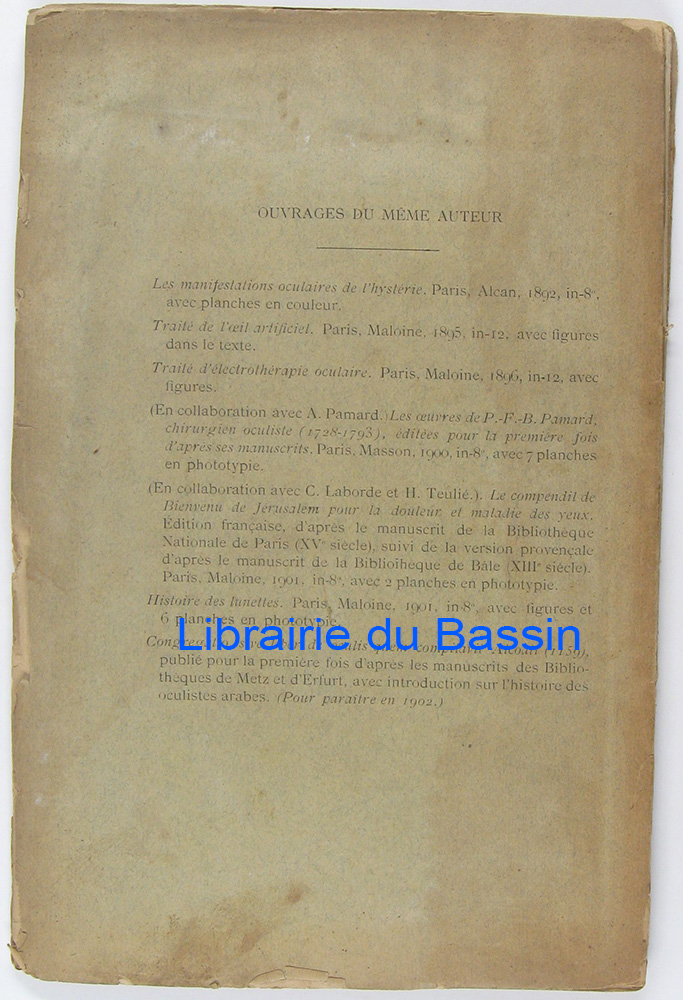 OUVRAGES DU MÊME AUTEUR
Les manifestations oculaires de l'hystérie. Paris, Alcan, 1892, in-8°,
avec planches en couleur.
Traité de l'œil artificiel. Paris, Maloine, 1895, in-12, avec figures
dans le texte.
Traité d'électrothérapie oculaire. Paris, Maloine, 1896, in-12, avec
figures.
(En collaboration avec A. Pamard.) Les œuvres de P.-F.-B. Pamard,
chirurgien oculiste (1728-1793), éditées pour la première fois
d'après ses manuscrits. Paris, Masson, 1900, in-8°, avec 7 planches
en phototypie.
(En collaboration avec C. Laborde et H. Teulié.). Le compendil de
Bienvenu de Jérusalem pour la douleur et maladie des yeux.
Édition française, d'après le manuscrit de la Bibliothèque
Nationale de Paris (XVe siècle), suivi de la version provençale
d'après le manuscrit de la Bibliothèque de Bâle (XIIIe siècle).
Paris, Maloine, 1901, in-8°, avec 2 planches en phototypie.
Histoire des lunettes. Paris, Maloine, 1901, in-8°, avec figures et
6 planches en phototypie.
Librairie du Bassin
(1159),
publié pour la première fois d'après les manuscrits des Biblio-
thèques de Metz et d'Erfurt, avec introduction sur l'histoire des
oculistes arabes. (Pour paraître en 1902.)